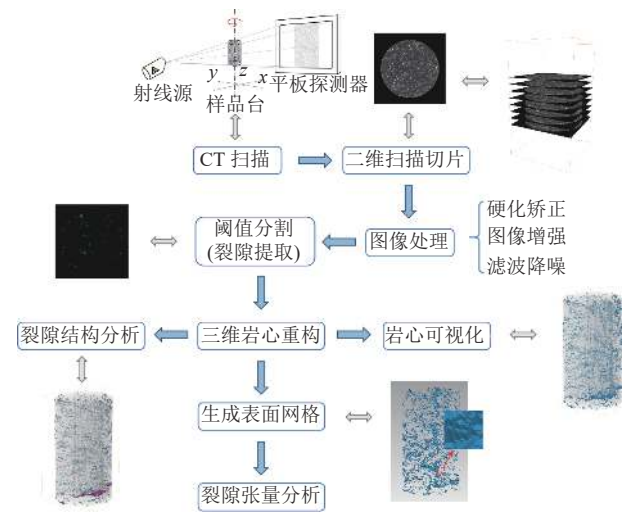 y z x
射线源
样品台
平板探测器
CT 扫描
二维扫描切片
阈值分割
(裂隙提取)
图像处理
硬化矫正
图像增强
滤波降噪
裂隙结构分析
三维岩心重构
岩心可视化
生成表面网格
裂隙张量分析